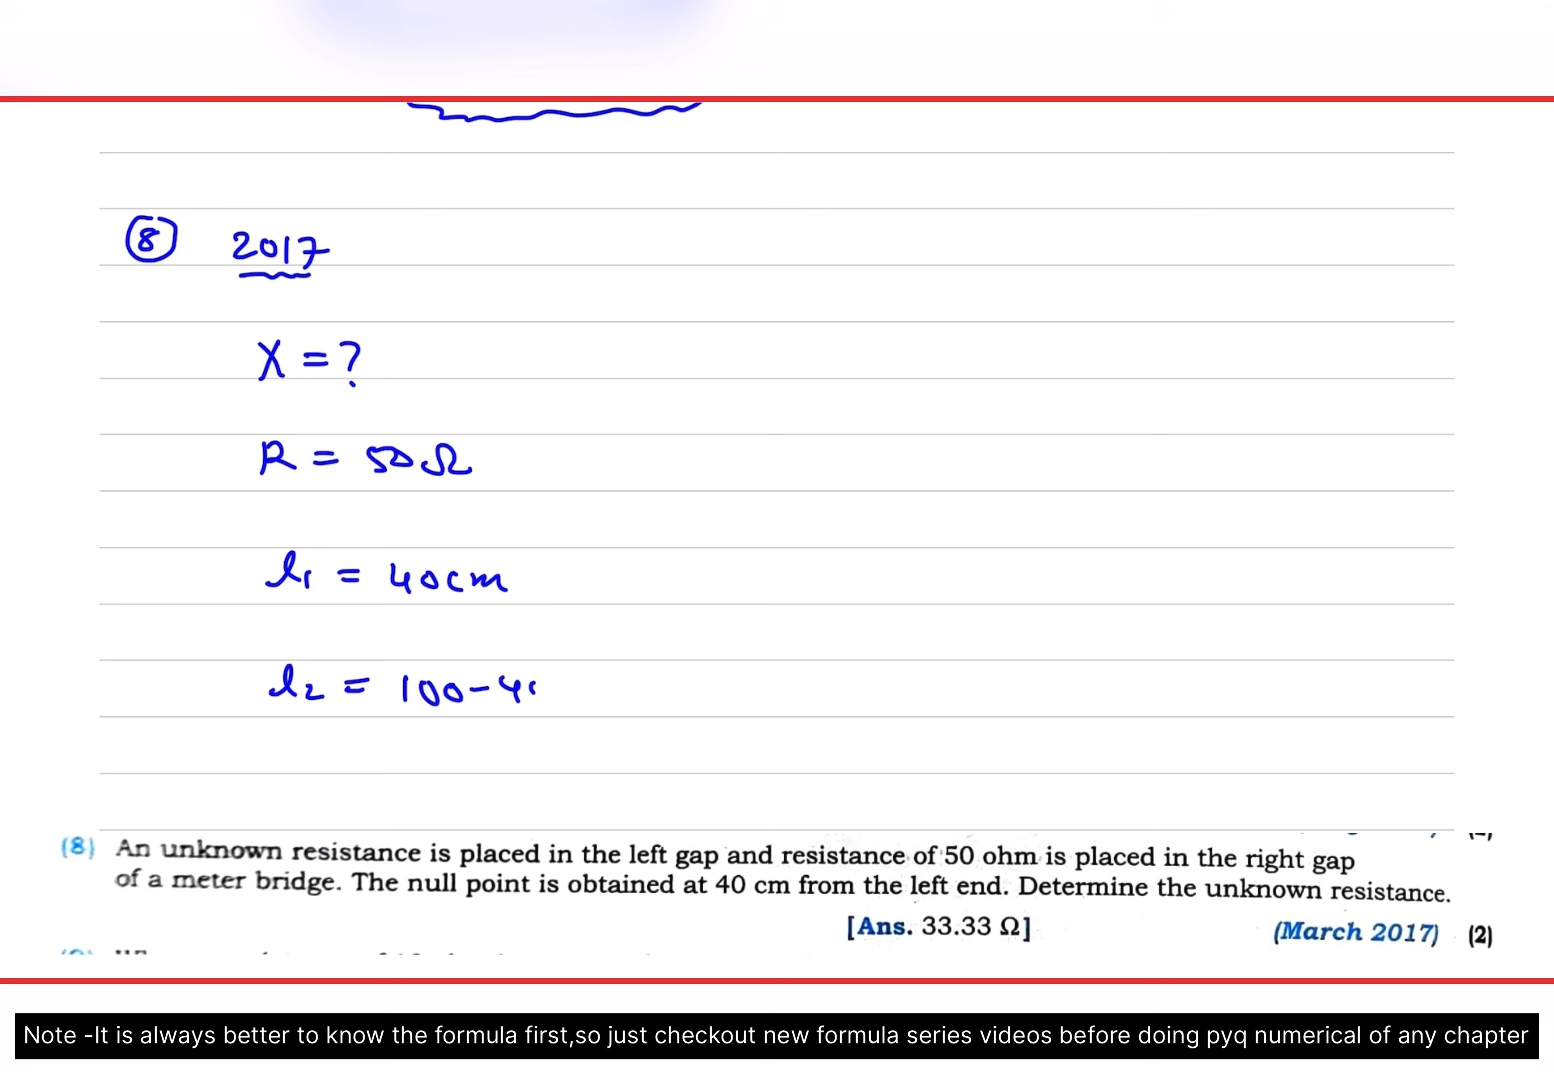 8 2017
X = ?
R = 50 Ω
l1 = 40cm
l2 = 100-4
(8) An unknown resistance is placed in the left gap and resistance of 50 ohm is placed in the right gap
of a meter bridge. The null point is obtained at 40 cm from the left end. Determine the unknown resistance.
[Ans. 33.33 Ω] (March 2017) (2)
Note -It is always better to know the formula first,so just checkout new formula series videos before doing pyq numerical of any chapter